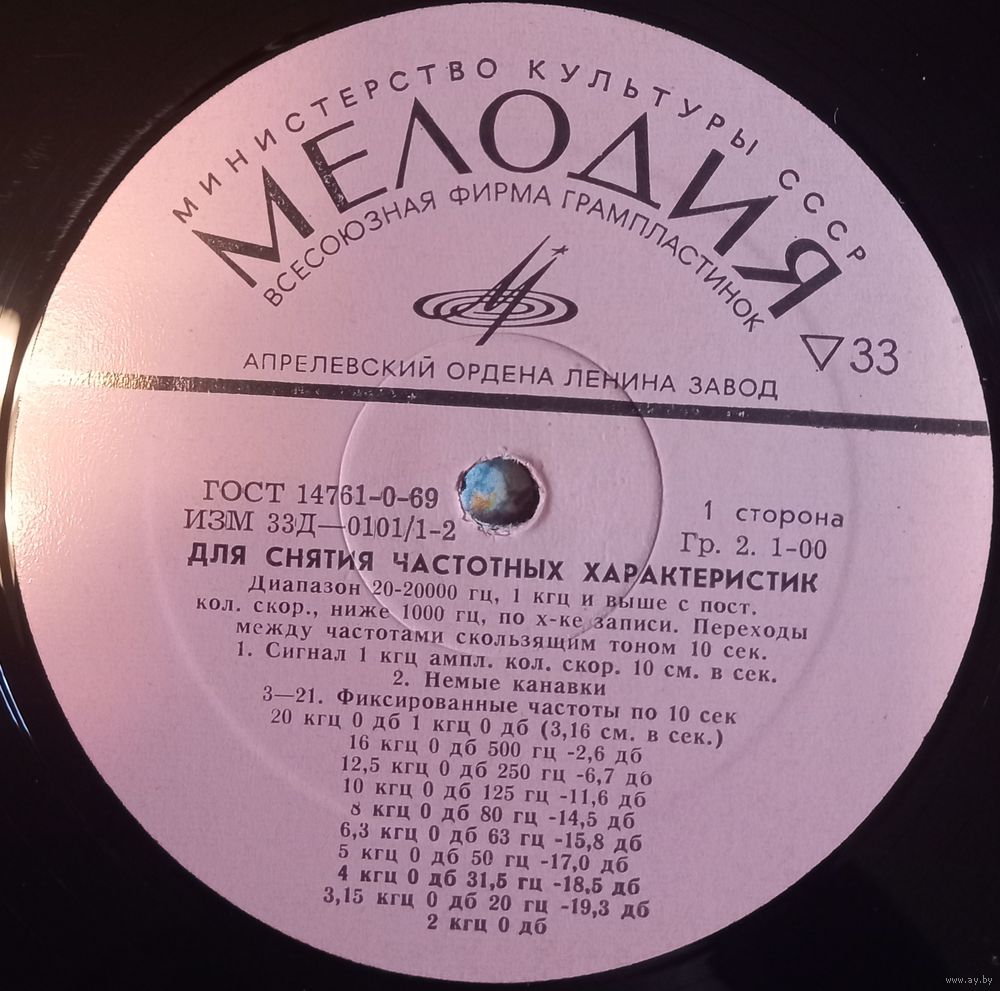 МИНИСТЕРСТВО КУЛЬТУРЫ СССР
МЕЛОДИЯ
ВСЕСОЮЗНАЯ ФИРМА ГРАМПЛАСТИНОК
▽33
АПРЕЛЕВСКИЙ ОРДЕНА ЛЕНИНА ЗАВОД
ГОСТ 14761-0-69
ИЗМ 33Д—0101/1-2
1 сторона
Гр. 2. 1-00
ДЛЯ СНЯТИЯ ЧАСТОТНЫХ ХАРАКТЕРИСТИК
Диапазон 20-20000 гц, 1 кгц и выше с пост.
кол. скор., ниже 1000 гц, по х-ке записи. Переходы
между частотами скользящим тоном 10 сек.
1. Сигнал 1 кгц ампл. кол. скор. 10 см. в сек.
2. Немые канавки
3—21. Фиксированные частоты по 10 сек
20 кгц 0 дб 1 кгц 0 дб (3,16 см. в сек.)
16 кгц 0 дб 500 гц -2,6 дб
12,5 кгц 0 дб 250 гц -6,7 дб
10 кгц 0 дб 125 гц -11,6 дб
8 кгц 0 дб 80 гц -14,5 дб
6,3 кгц 0 дб 63 гц -15,8 дб
5 кгц 0 дб 50 гц -17,0 дб
4 кгц 0 дб 31,5 гц -18,5 дб
3,15 кгц 0 дб 20 гц -19,3 дб
2 кгц 0 дб
www.ay.by